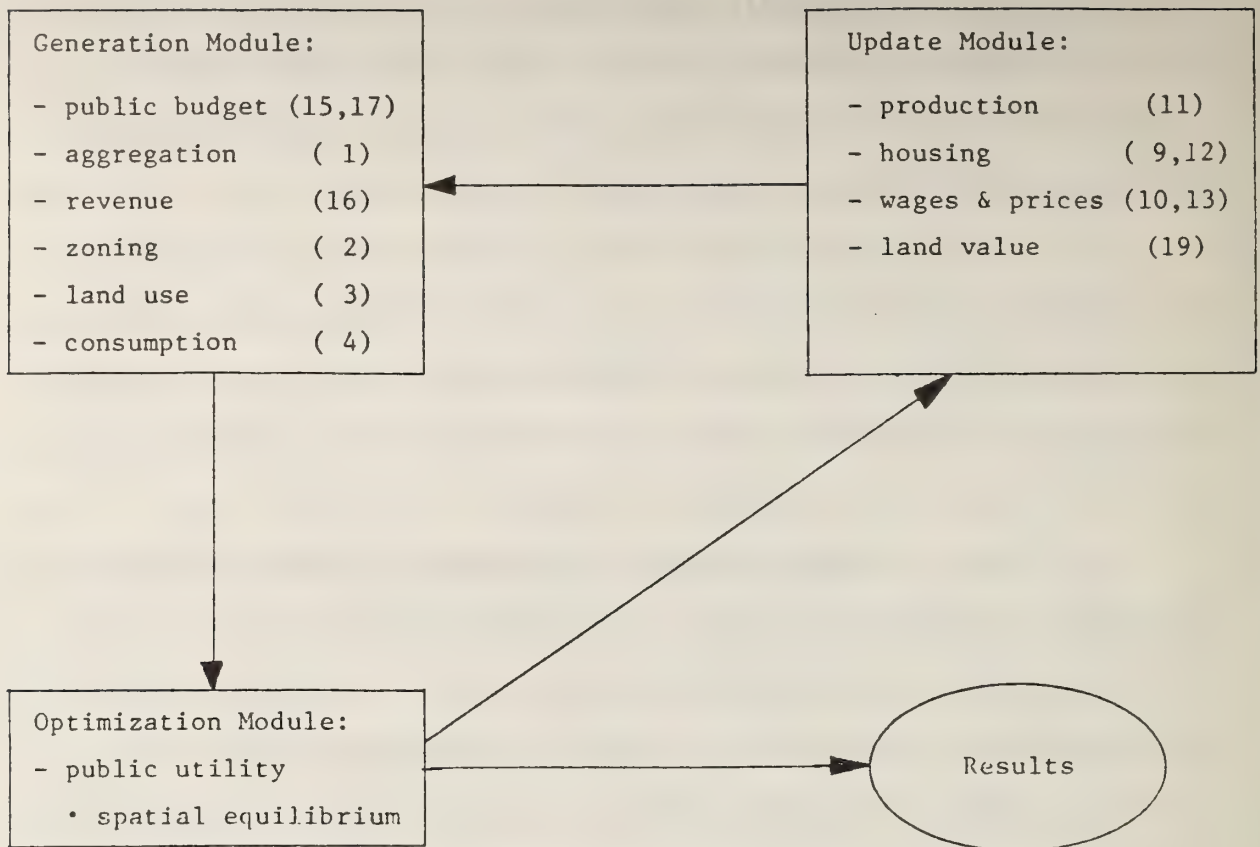 Generation Module:
- public budget (15,17)
- aggregation ( 1)
- revenue (16)
- zoning ( 2)
- land use ( 3)
- consumption ( 4)
Update Module:
- production (11)
- housing ( 9,12)
- wages & prices (10,13)
- land value (19)
Optimization Module:
- public utility
• spatial equilibrium
Results